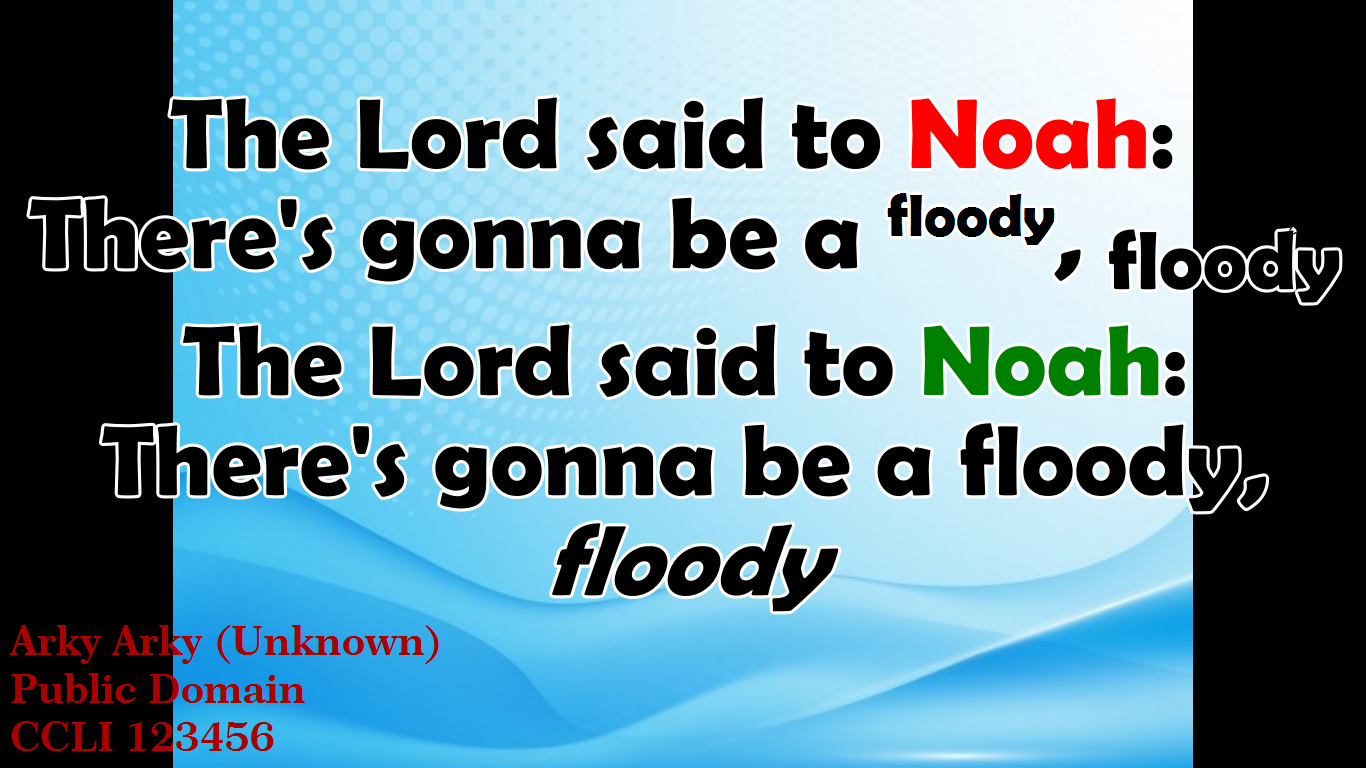 The Lord said to Noah:
There's gonna be a floody, floody
The Lord said to Noah:
There's gonna be a floody,
floody
Arky Arky (Unknown)
Public Domain
CCLI 123456